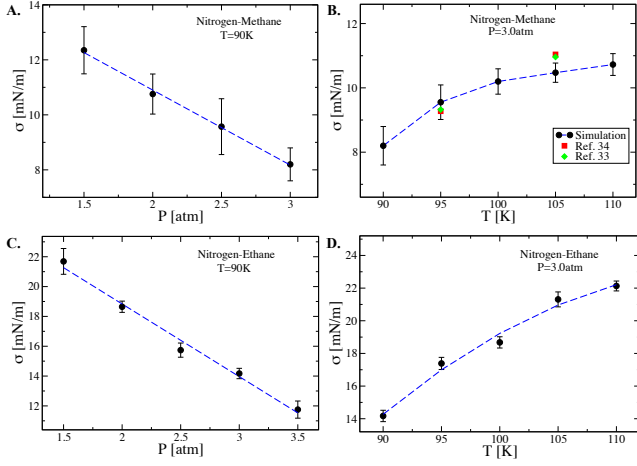 A.
Nitrogen-Methane
T=90K
σ [mN/m]
14
12
10
8
1.5
2
2.5
3
P [atm]
B.
Nitrogen-Methane
P=3.0atm
σ [mN/m]
12
10
8
Simulation
Ref. 34
Ref. 33
90
95
100
105
110
T [K]
C.
Nitrogen-Ethane
T=90K
σ [mN/m]
22
20
18
16
14
12
1.5
2
2.5
3
3.5
P [atm]
D.
Nitrogen-Ethane
P=3.0atm
σ [mN/m]
24
22
20
18
16
14
90
95
100
105
110
T [K]